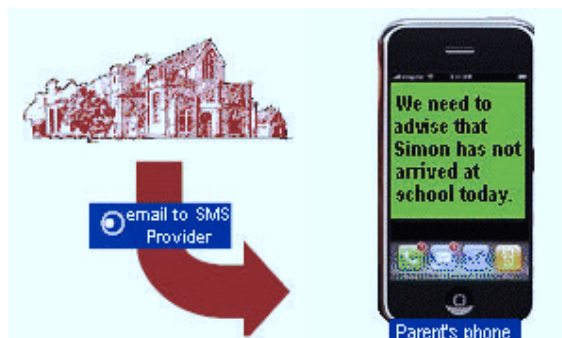 email to SMS
Provider
We need to
advise that
Simon has not
arrived at
school today.
Parent's phone